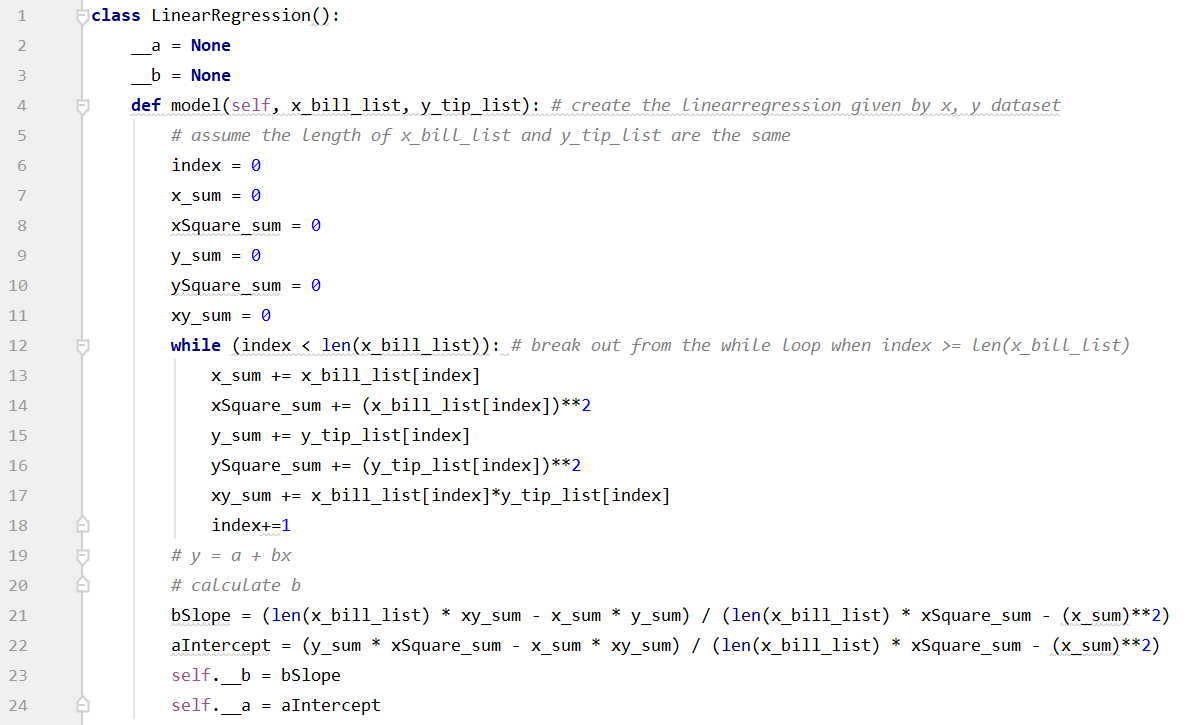 1 class LinearRegression():
2     __a = None
3     __b = None
4     def model(self, x_bill_list, y_tip_list): # create the linearregression given by x, y dataset
5         # assume the length of x_bill_list and y_tip_list are the same
6         index = 0
7         x_sum = 0
8         xSquare_sum = 0
9         y_sum = 0
10         ySquare_sum = 0
11         xy_sum = 0
12         while (index < len(x_bill_list)): # break out from the while loop when index >= len(x_bill_list)
13             x_sum += x_bill_list[index]
14             xSquare_sum += (x_bill_list[index])**2
15             y_sum += y_tip_list[index]
16             ySquare_sum += (y_tip_list[index])**2
17             xy_sum += x_bill_list[index]*y_tip_list[index]
18             index+=1
19         # y = a + bx
20         # calculate b
21         bSlope = (len(x_bill_list) * xy_sum - x_sum * y_sum) / (len(x_bill_list) * xSquare_sum - (x_sum)**2)
22         aIntercept = (y_sum * xSquare_sum - x_sum * xy_sum) / (len(x_bill_list) * xSquare_sum - (x_sum)**2)
23         self.__b = bSlope
24         self.__a = aIntercept